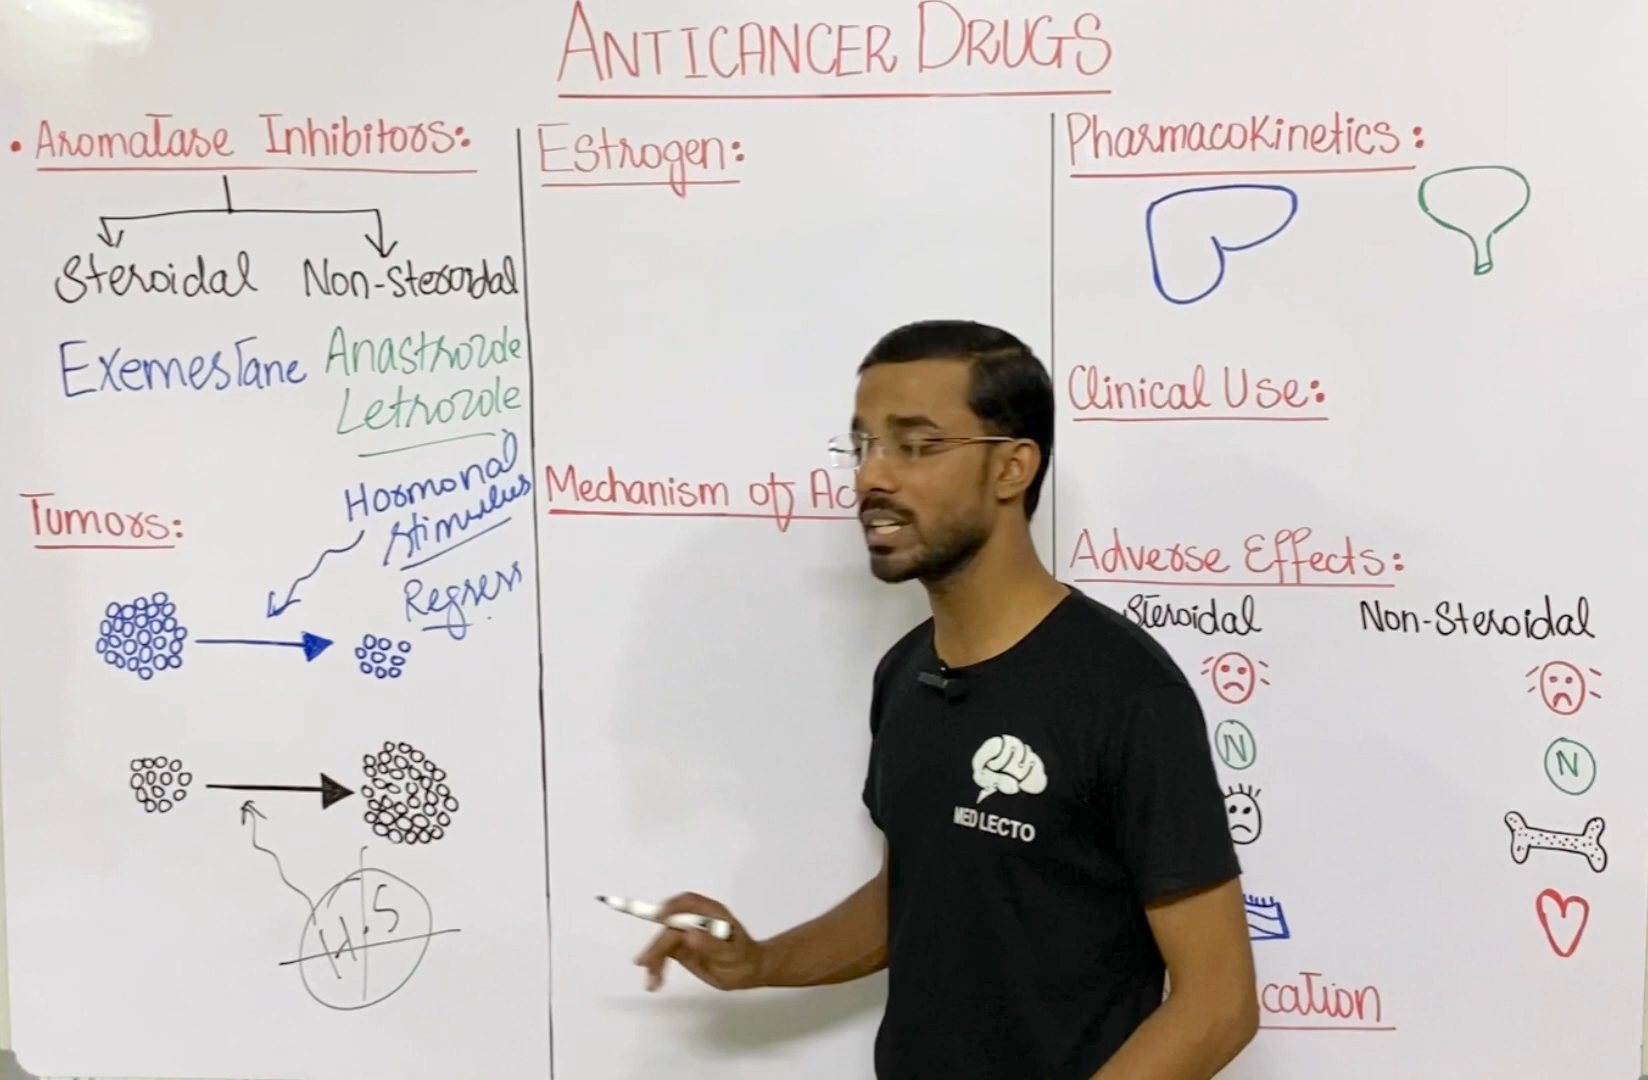 ANTICANCER DRUGS
• Aromatase Inhibitors:
Steroidal
Non-Steroidal
Exemestane
Anastrozole
Letrozole
Tumors:
Hormonal
stimulus
Regress
H.S
Estrogen:
Mechanism of Ac
Pharmacokinetics:
Clinical Use:
Adverse Effects:
Steroidal
Non-Steroidal
N
N
cation
MED LECTO